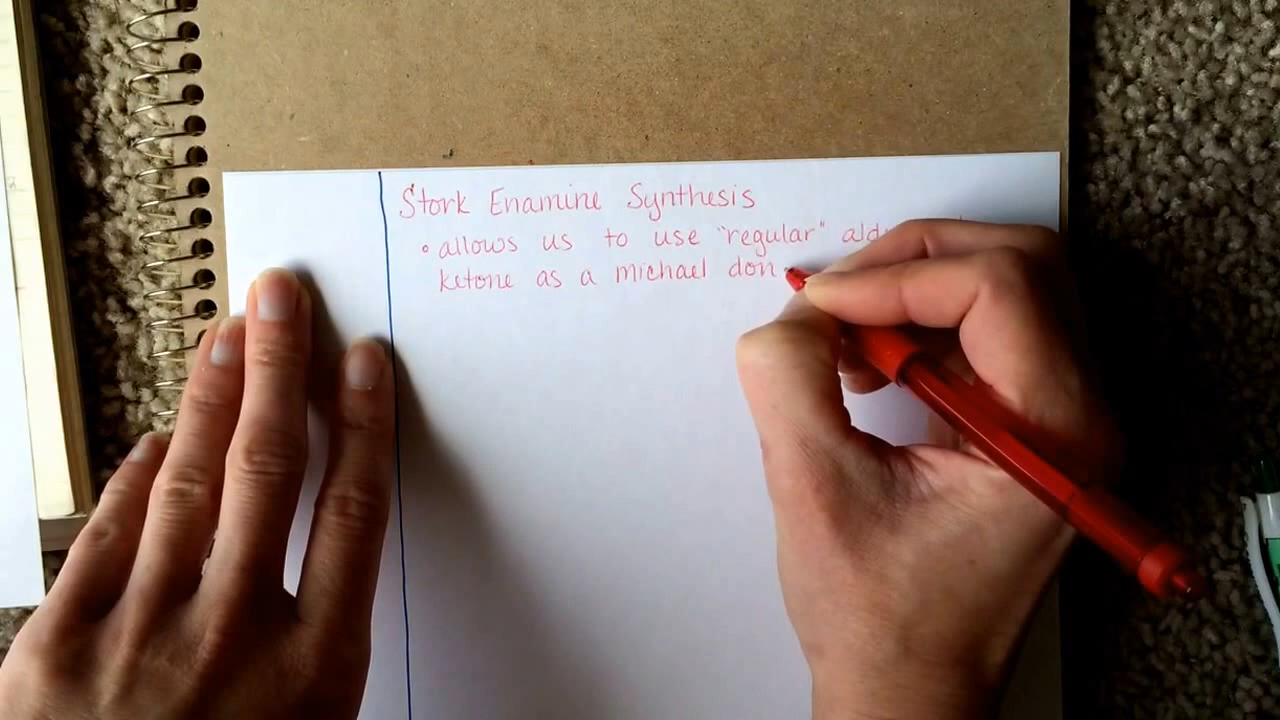 Stork Enamine Synthesis
• allows us to use "regular"
ketone as a michael